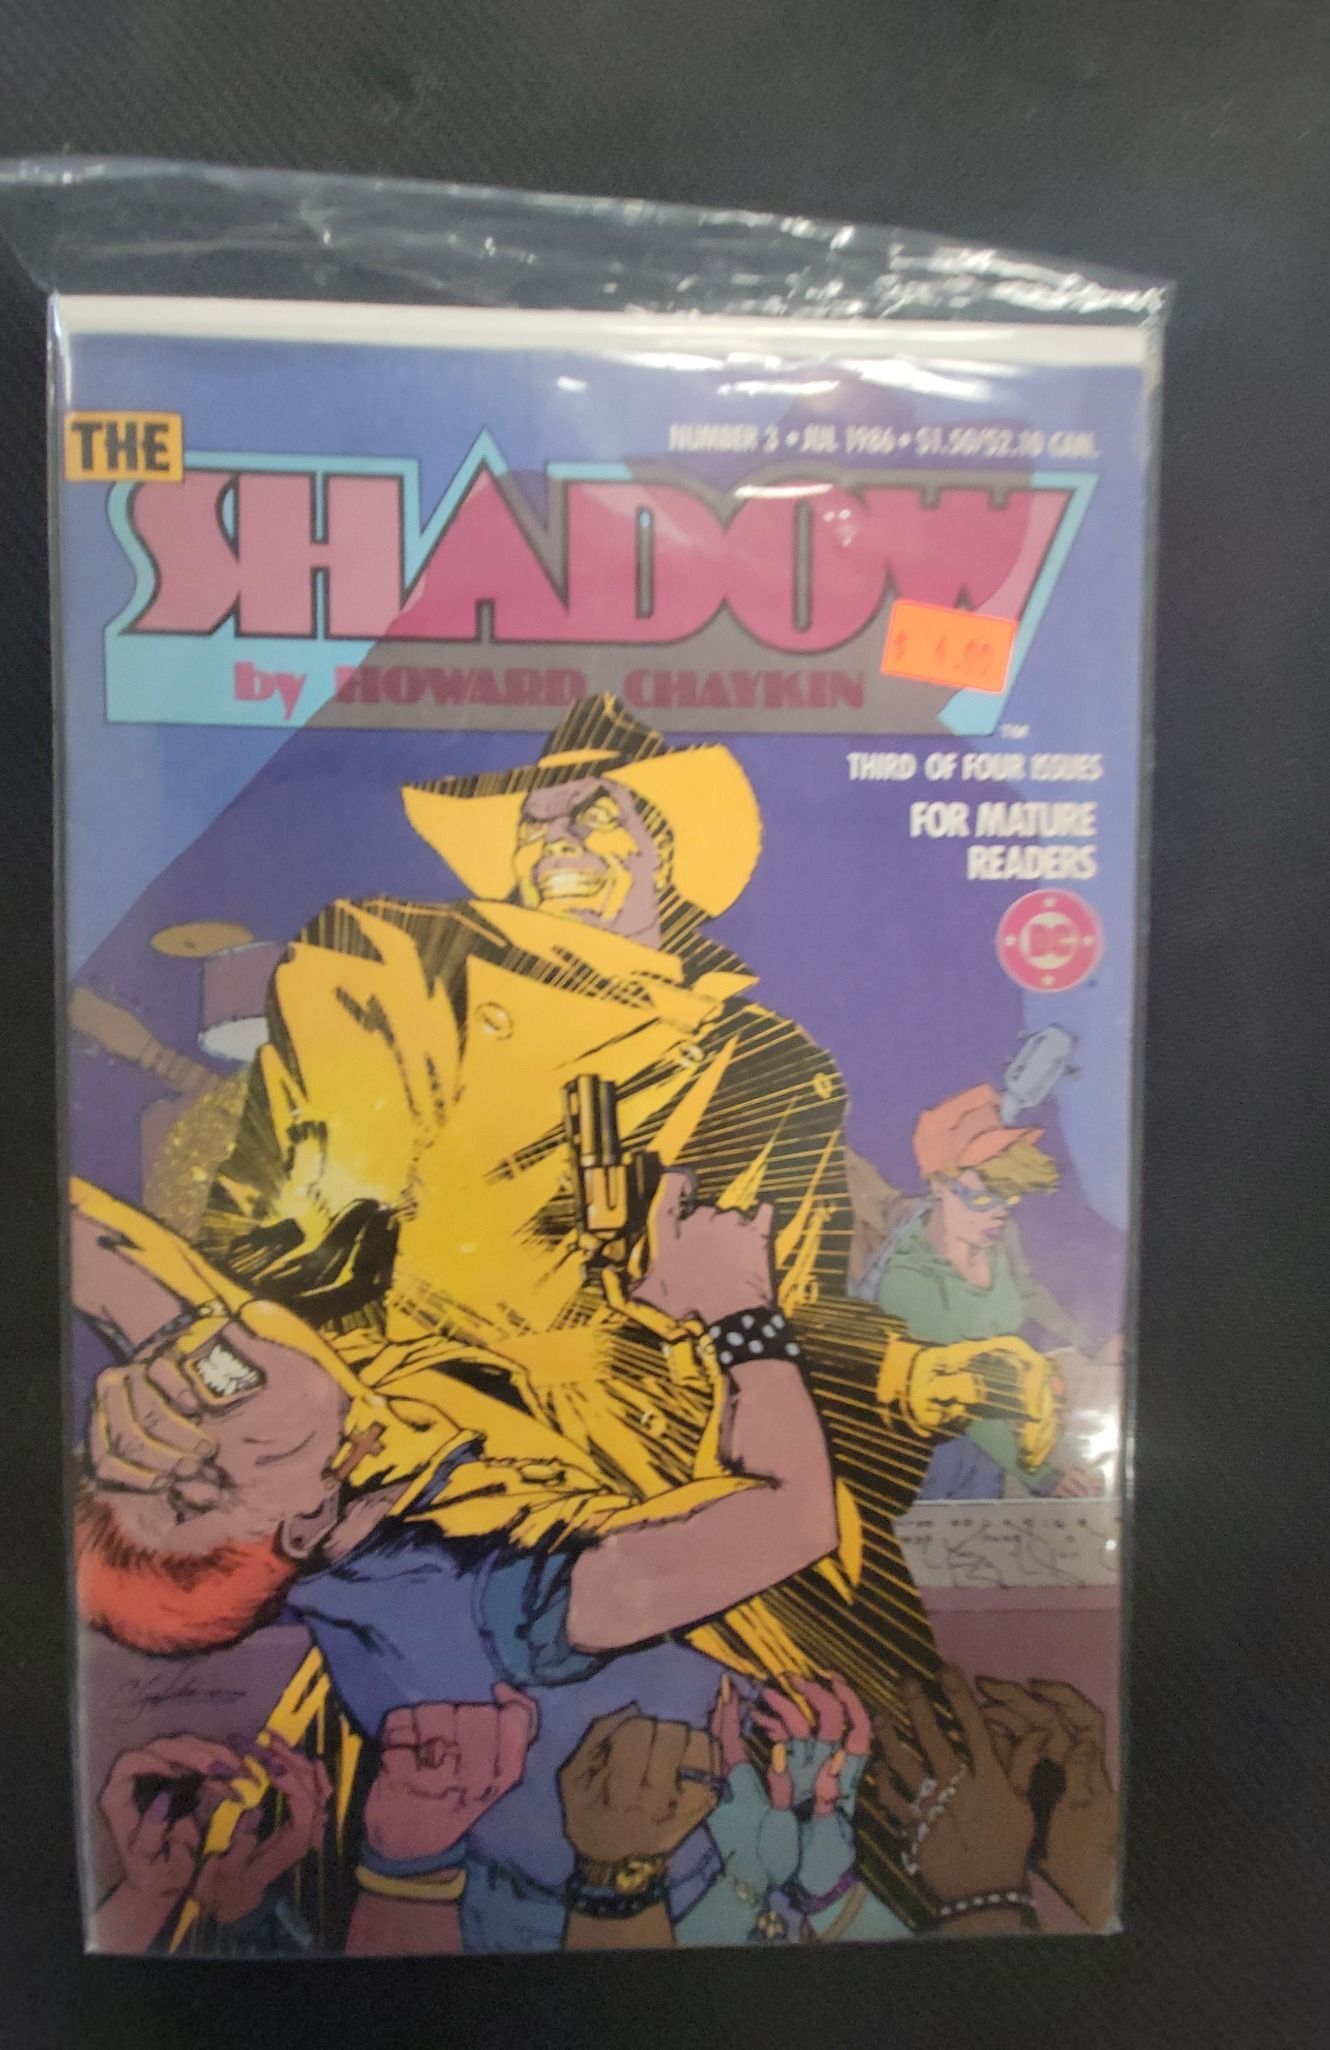 THE
SHADOW
NUMBER 3 • JUL 1986 • $1.50/$2.10 CAN.
by HOWARD CHAYKIN
TM
THIRD OF FOUR ISSUES
FOR MATURE
READERS
DC